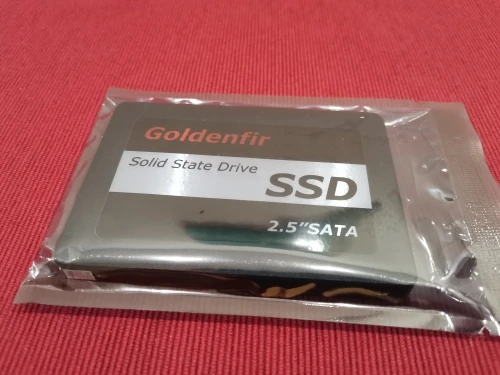 Goldenfir
Solid State Drive
SSD
2.5"SATA